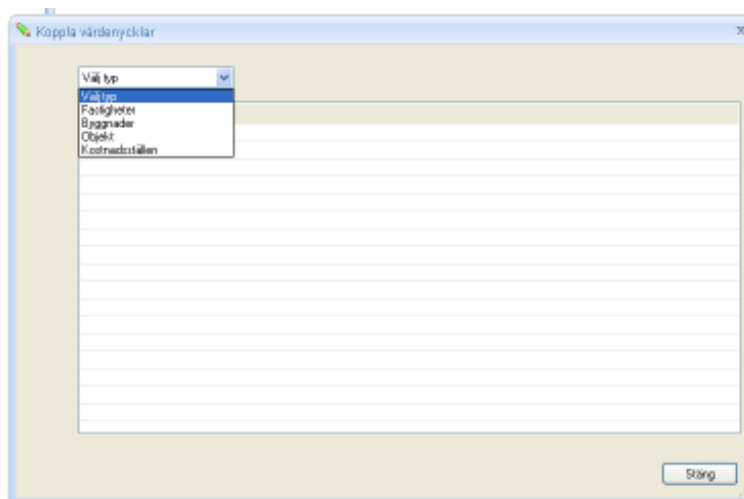 Koppla värdenycklar
Välj typ
Välj typ
Fastigheter
Byggnader
Objekt
Kostnadsställen
Stäng